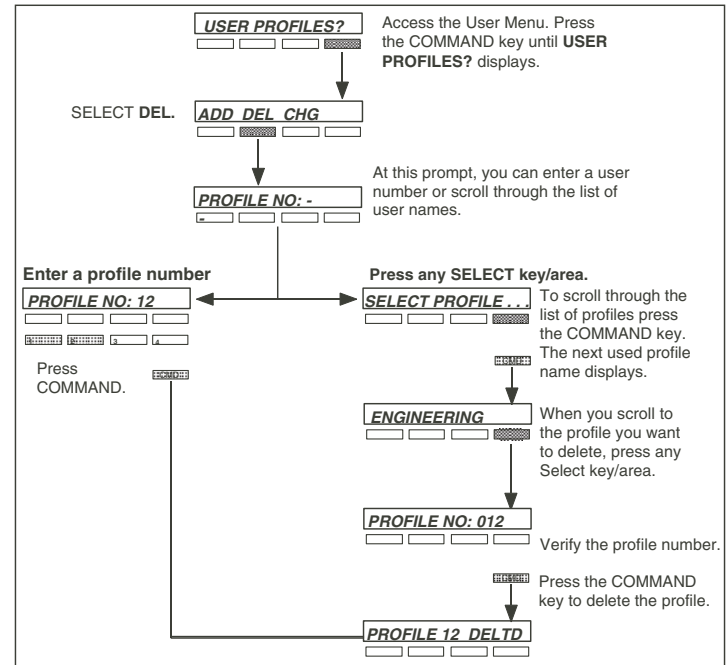 USER PROFILES?
Access the User Menu. Press
the COMMAND key until USER
PROFILES? displays.
SELECT DEL.
ADD DEL CHG
At this prompt, you can enter a user
number or scroll through the list of
user names.
PROFILE NO: -
-
Enter a profile number
PROFILE NO: 12
1 2 3 4
Press
COMMAND.
CMD
Press any SELECT key/area.
SELECT PROFILE . . .
To scroll through the
list of profiles press
the COMMAND key.
The next used profile
name displays.
CMD
ENGINEERING
When you scroll to
the profile you want
to delete, press any
Select key/area.
PROFILE NO: 012
Verify the profile number.
CMD
Press the COMMAND
key to delete the profile.
PROFILE 12 DELTD